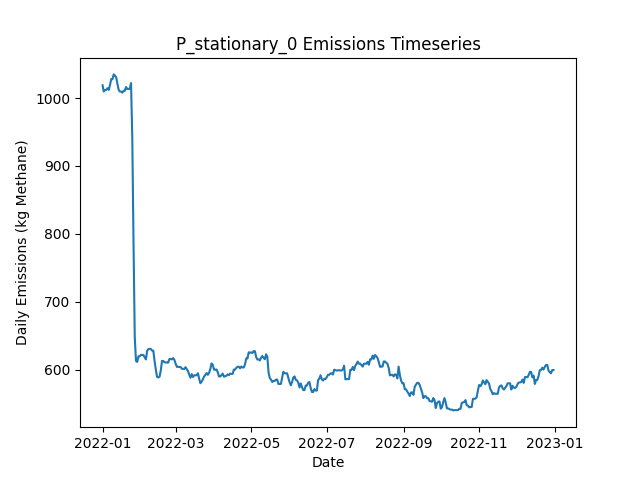 P_stationary_0 Emissions Timeseries
Daily Emissions (kg Methane)
1000
900
800
700
600
2022-01 2022-03 2022-05 2022-07 2022-09 2022-11 2023-01
Date